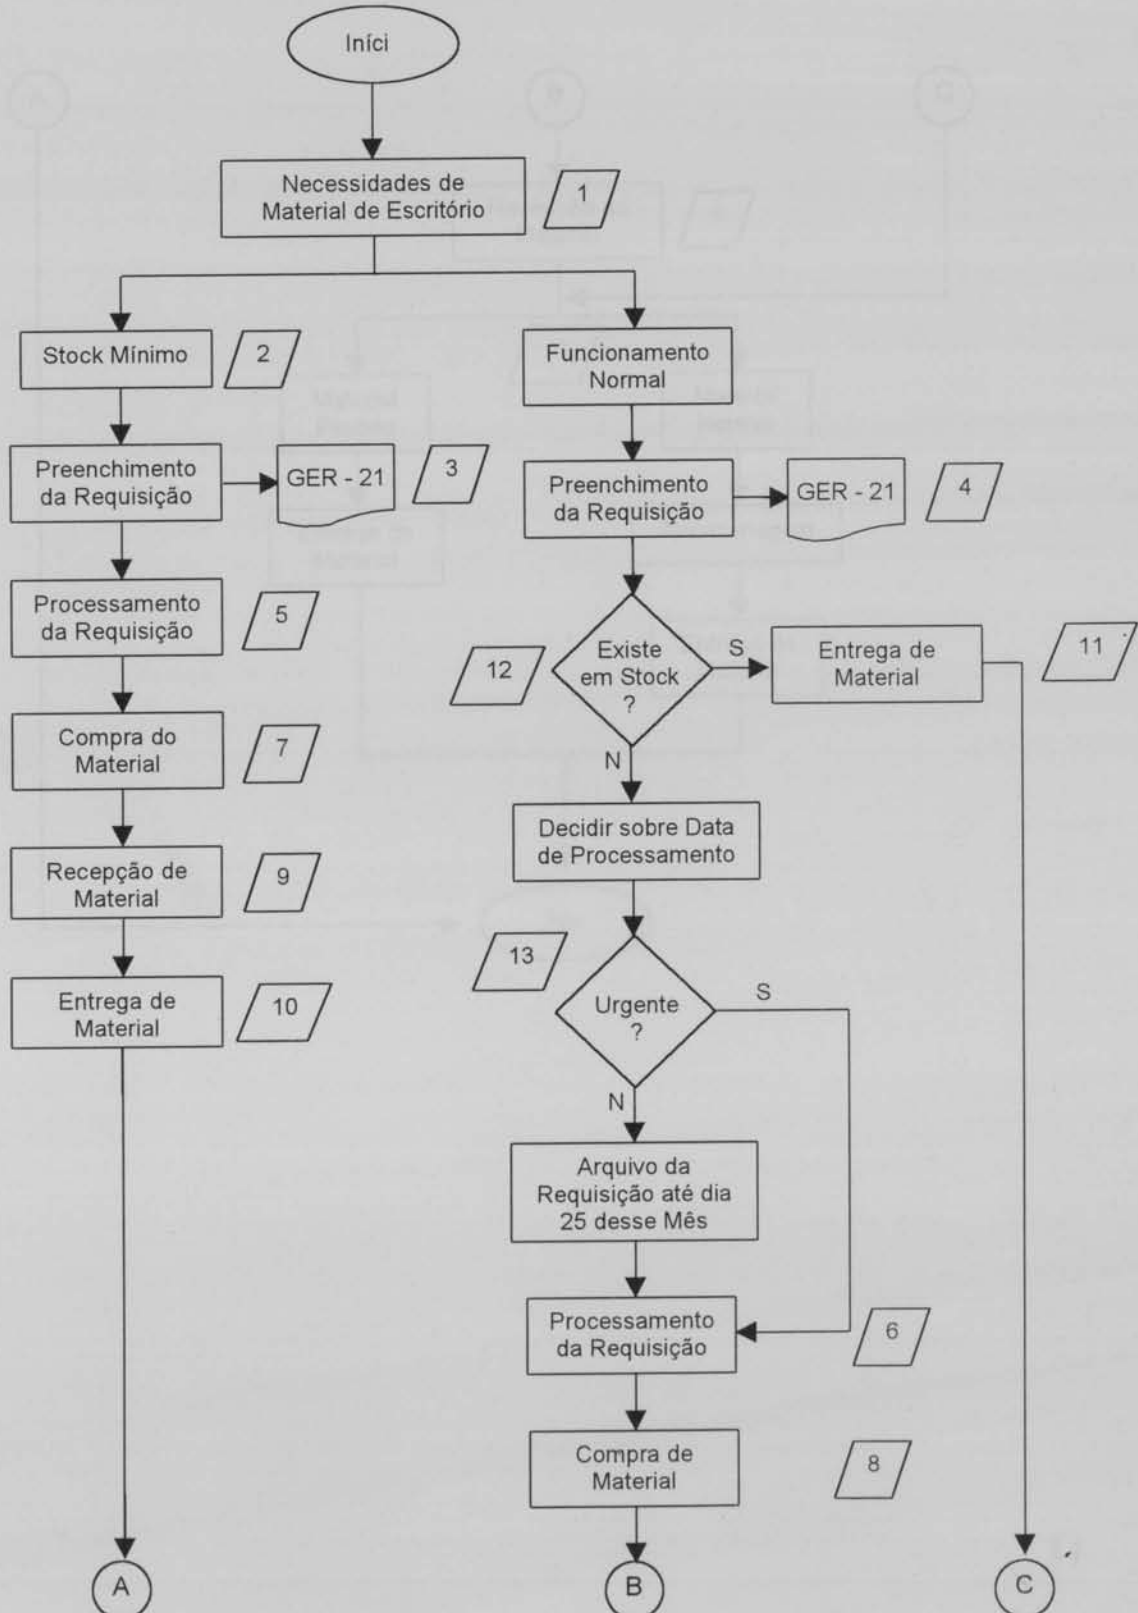 Iníci
Necessidades de
Material de Escritório
1
Stock Mínimo
2
Funcionamento
Normal
Preenchimento
da Requisição
GER - 21
3
Preenchimento
da Requisição
GER - 21
4
Processamento
da Requisição
5
12
Existe
em Stock
?
S
N
Entrega de
Material
11
Compra do
Material
7
Decidir sobre Data
de Processamento
Recepção de
Material
9
13
Urgente
?
S
N
Entrega de
Material
10
Arquivo da
Requisição até dia
25 desse Mês
Processamento
da Requisição
6
Compra de
Material
8
A
B
C